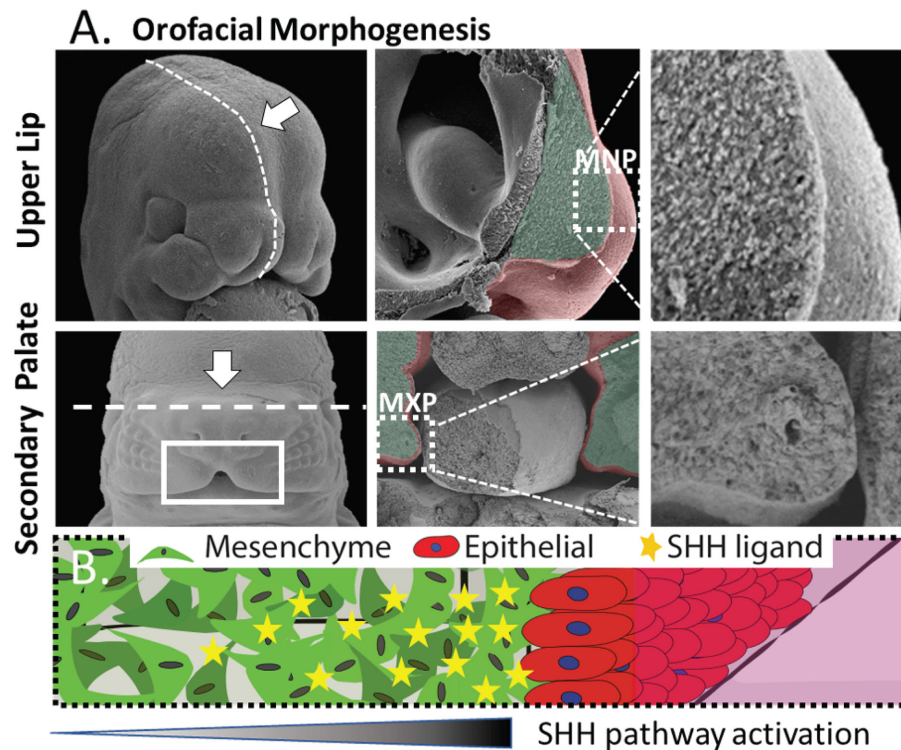 A. Orofacial Morphogenesis
Upper Lip
MNP
Secondary Palate
MXP
Mesenchyme Epithelial SHH ligand
B.
SHH pathway activation